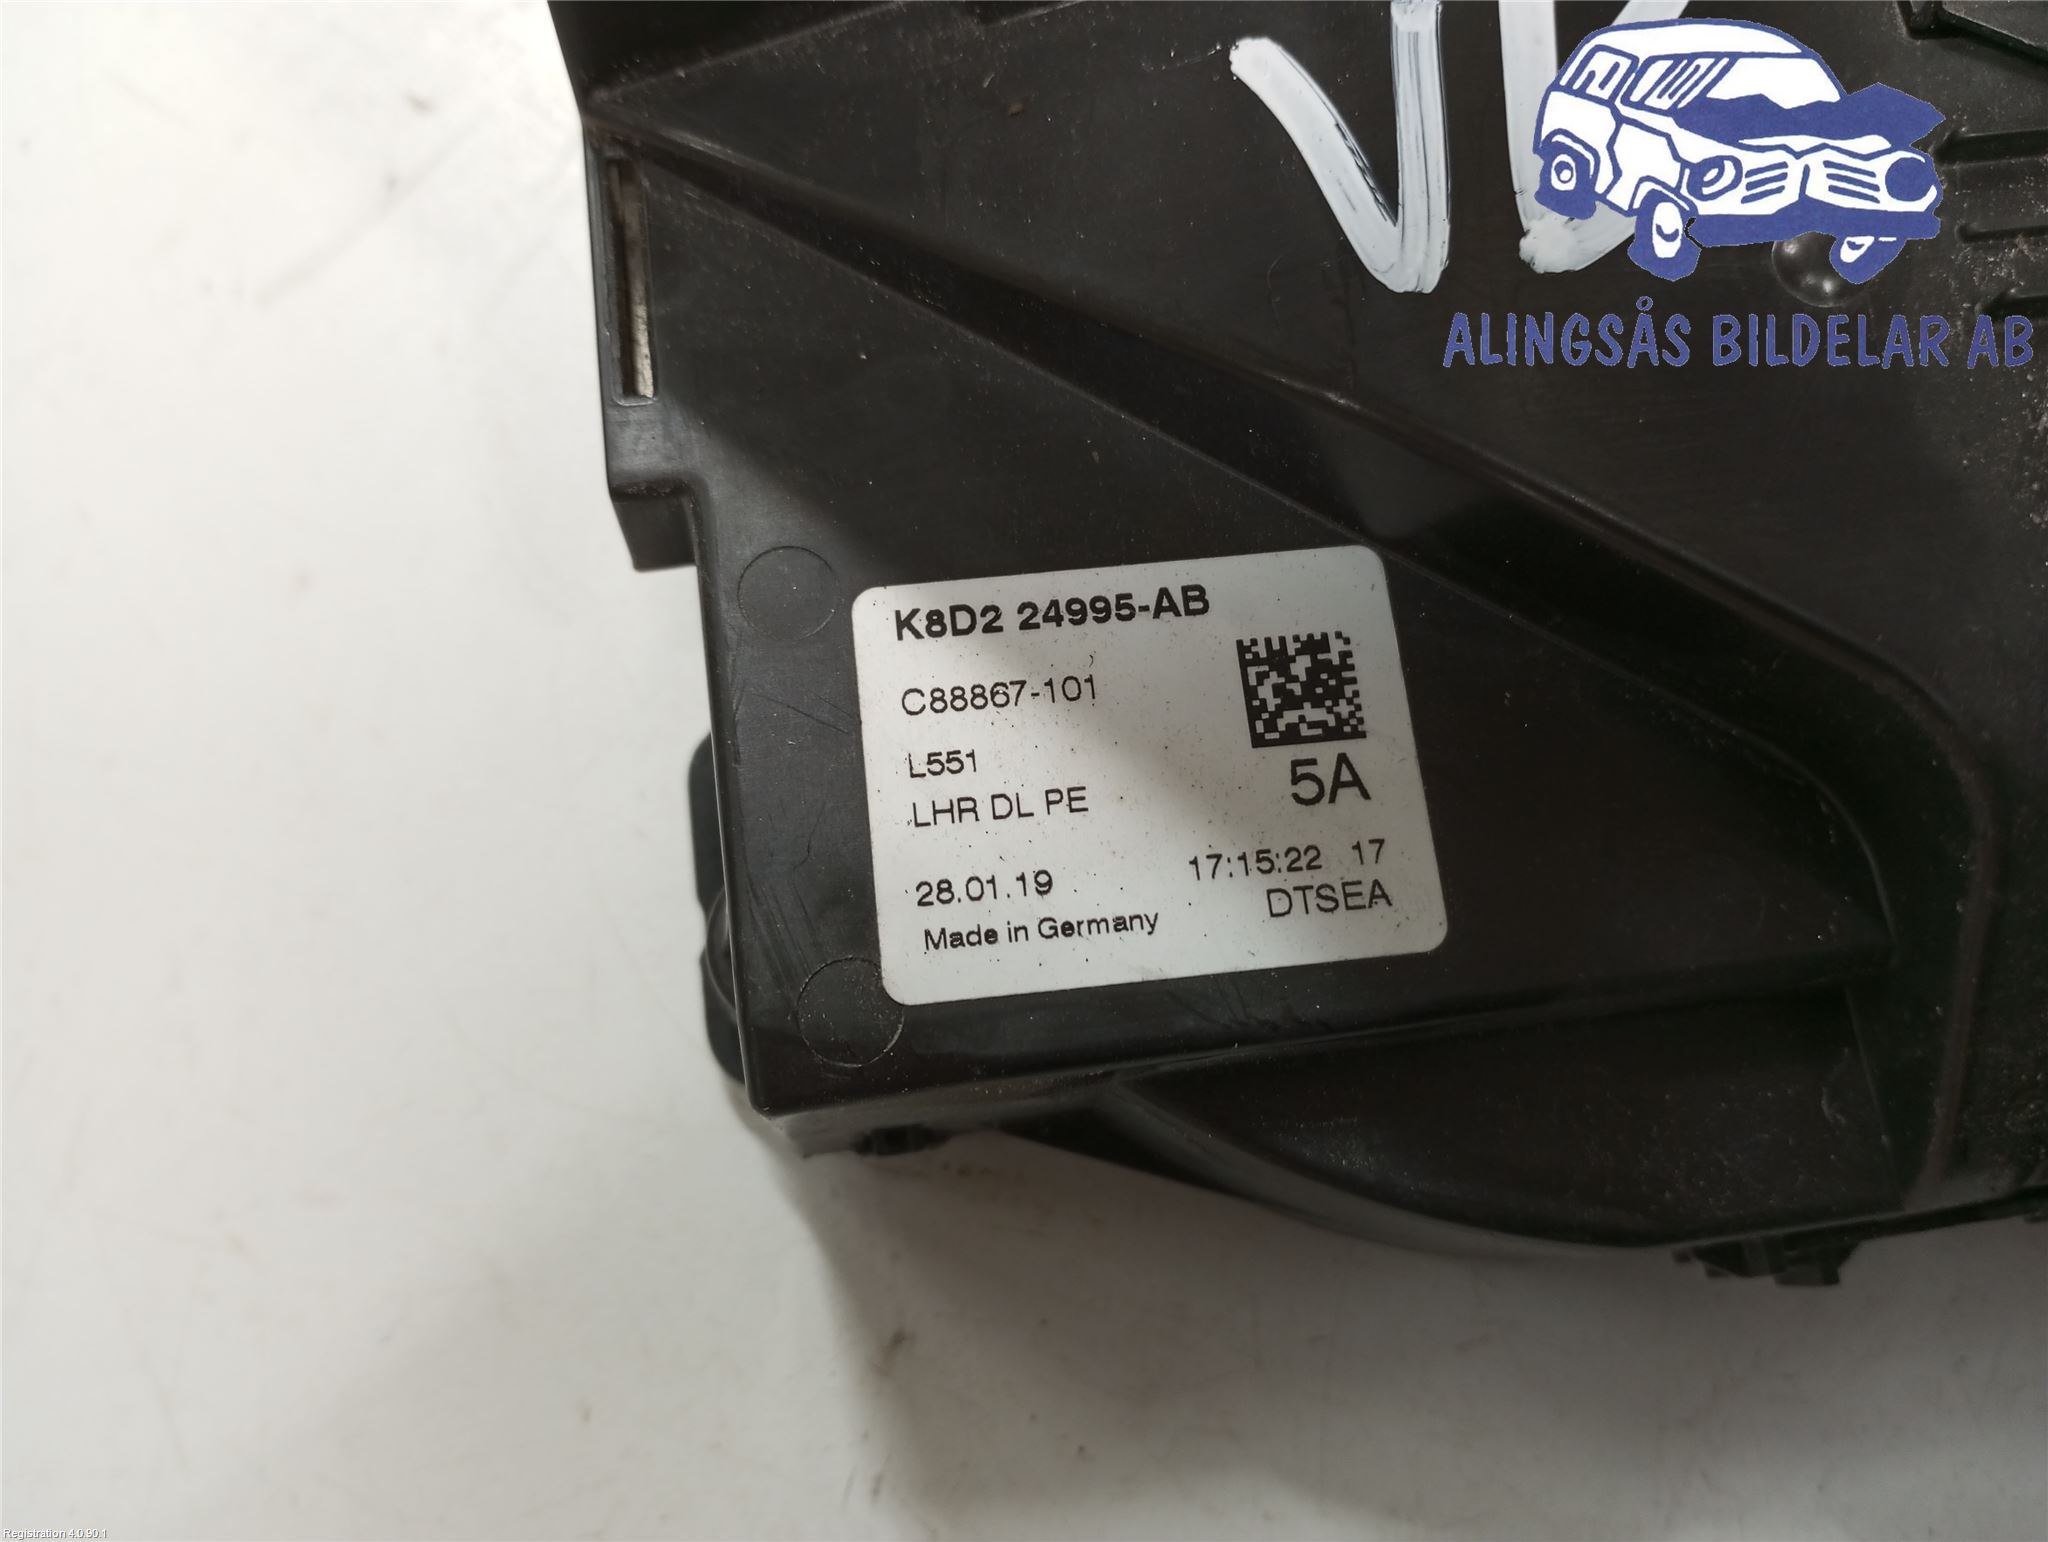 V
ALINGSÅS BILDELAR AB
K8D2 24995-AB
C88867-101
L551
5A
LHR DL PE
28.01.19 17:15:22 17
DTSEA
Made in Germany
Registration 4.0.90.1